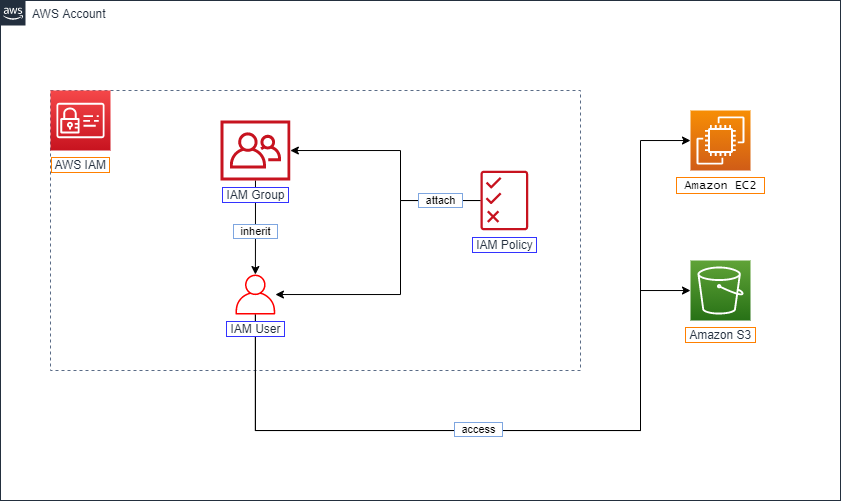 aws
AWS Account
AWS IAM
IAM Group
inherit
IAM User
attach
IAM Policy
access
Amazon EC2
Amazon S3